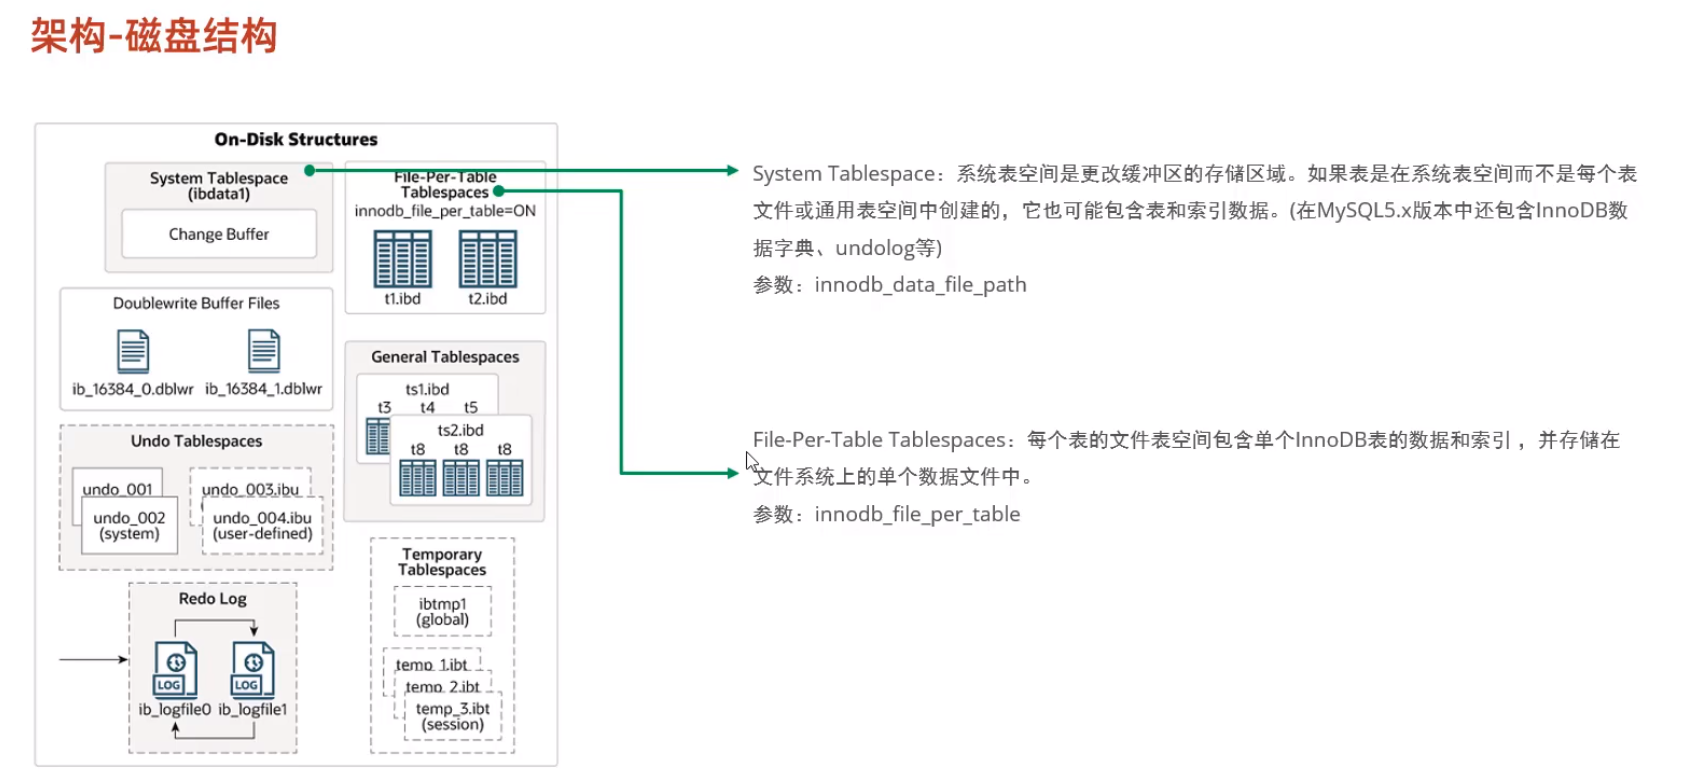 架构-磁盘结构
On-Disk Structures
System Tablespace
(ibdata1)
Change Buffer
File-Per-Table
Tablespaces
innodb_file_per_table=ON
t1.ibd
t2.ibd
Doublewrite Buffer Files
ib_16384_0.dblwr
ib_16384_1.dblwr
General Tablespaces
ts1.ibd
t3
t4
t5
ts2.ibd
t8
t8
t8
Undo Tablespaces
undo_001
undo_002
(system)
undo_003.ibu
undo_004.ibu
(user-defined)
Temporary
Tablespaces
ibtmp1
(global)
temp_1.ibt
temp_2.ibt
temp_3.ibt
(session)
Redo Log
LOG
LOG
ib_logfile0
ib_logfile1
System Tablespace：系统表空间是更改缓冲区的存储区域。如果表是在系统表空间而不是每个表
文件或通用表空间中创建的，它也可能包含表和索引数据。(在MySQL5.x版本中还包含InnoDB数
据字典、undolog等)
参数：innodb_data_file_path
File-Per-Table Tablespaces：每个表的文件表空间包含单个InnoDB表的数据和索引 ，并存储在
文件系统上的单个数据文件中。
参数：innodb_file_per_table